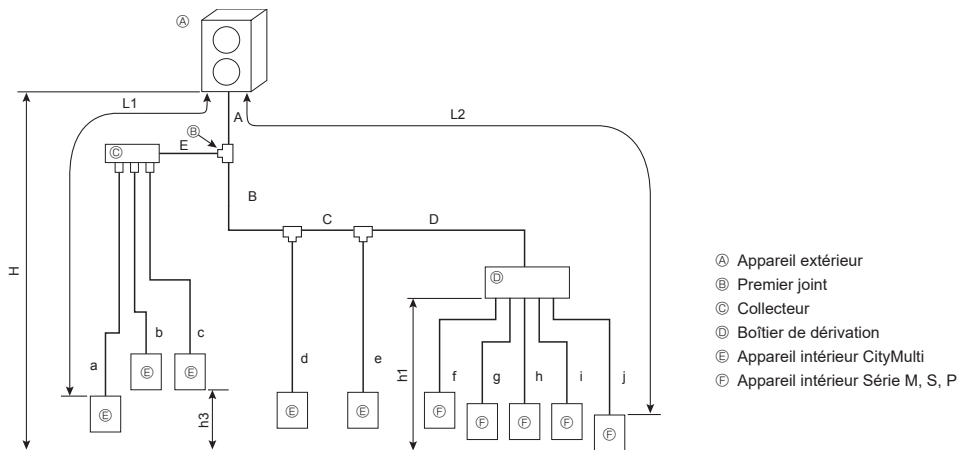 Ⓐ
L1
A
L2
Ⓑ
E
Ⓒ
B
C
D
H
Ⓓ
a
b
c
d
e
f
g
h
i
j
h1
h3
Ⓔ
Ⓔ
Ⓔ
Ⓔ
Ⓔ
Ⓕ
Ⓕ
Ⓕ
Ⓕ
Ⓕ
Ⓐ Appareil extérieur
Ⓑ Premier joint
Ⓒ Collecteur
Ⓓ Boîtier de dérivation
Ⓔ Appareil intérieur CityMulti
Ⓕ Appareil intérieur Série M, S, P